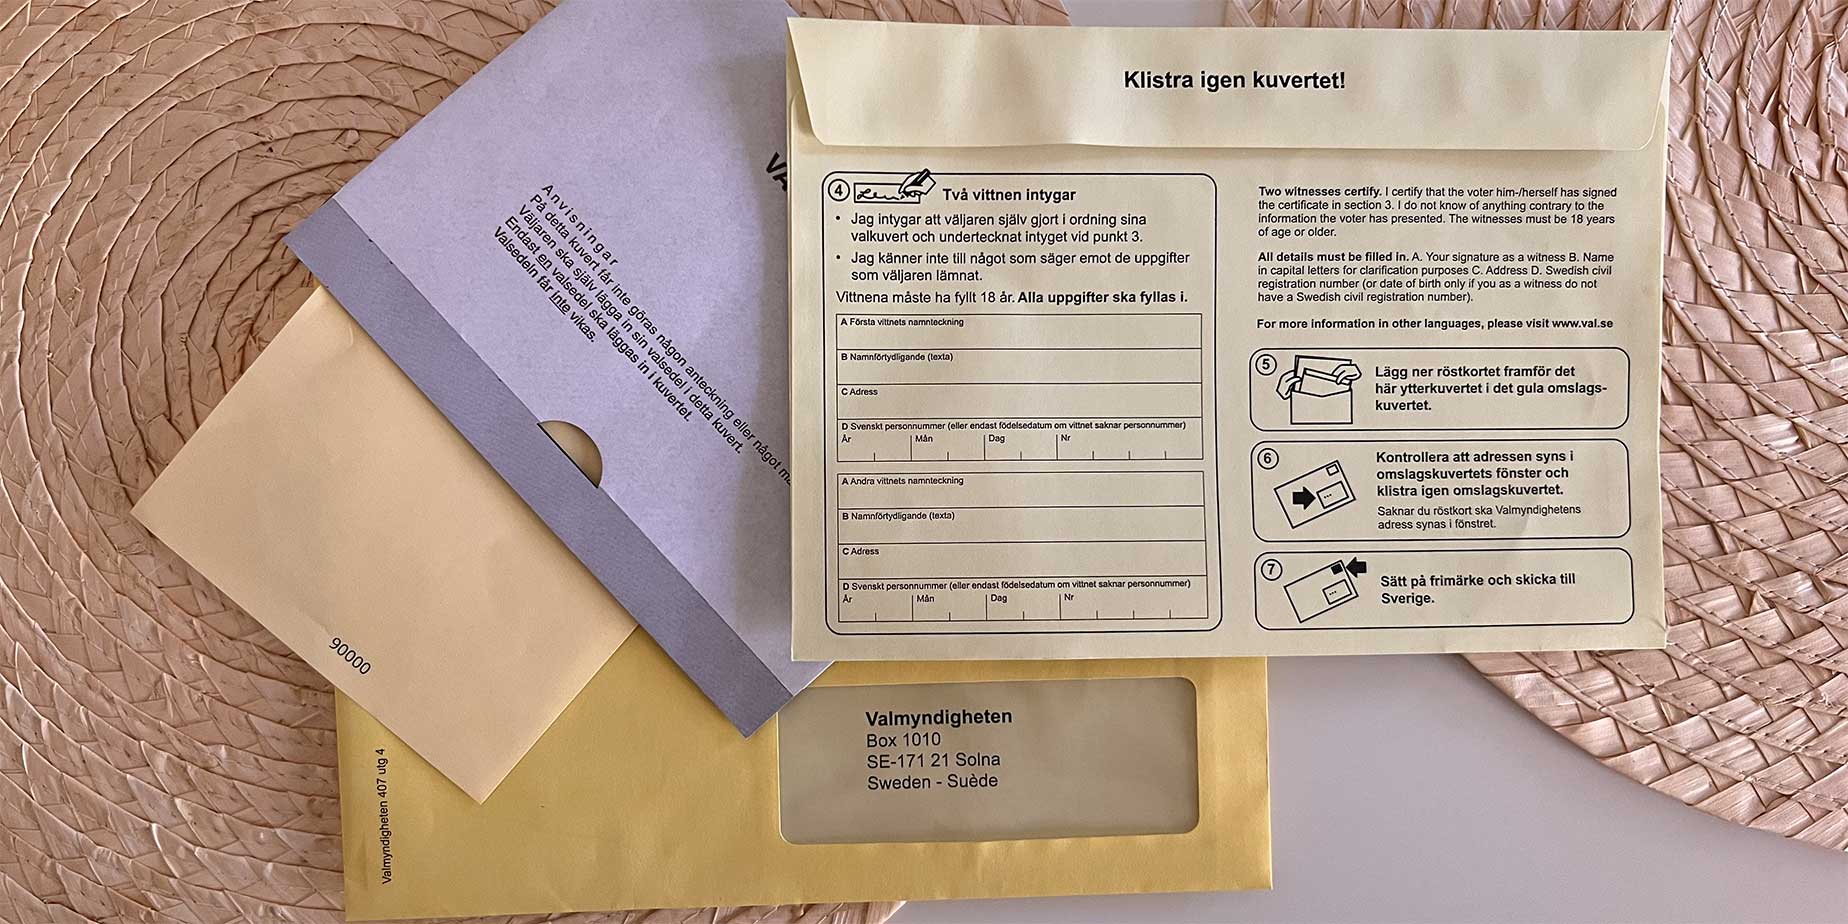 Klistra igen kuvertet!
4
Två vittnen intygar
• Jag intygar att väljaren själv gjort i ordning sina
valkuvert och undertecknat intyget vid punkt 3.
• Jag känner inte till något som säger emot de uppgifter
som väljaren lämnat.
Vittnena måste ha fyllt 18 år. Alla uppgifter ska fyllas i.
A Första vittnets namnteckning
B Namnförtydligande (texta)
C Adress
D Svenskt personnummer (eller endast födelsedatum om vittnet saknar personnummer)
År Mån Dag Nr
A Andra vittnets namnteckning
B Namnförtydligande (texta)
C Adress
D Svenskt personnummer (eller endast födelsedatum om vittnet saknar personnummer)
År Mån Dag Nr
Two witnesses certify. I certify that the voter him-/herself has signed
the certificate in section 3. I do not know of anything contrary to the
information the voter has presented. The witnesses must be 18 years
of age or older.
All details must be filled in. A. Your signature as a witness B. Name
in capital letters for clarification purposes C. Address D. Swedish civil
registration number (or date of birth only if you as a witness do not
have a Swedish civil registration number).
For more information in other languages, please visit www.val.se
5
Lägg ner röstkortet framför det
här ytterkuvertet i det gula omslags-
kuvertet.
6
Kontrollera att adressen syns i
omslagskuvertets fönster och
klistra igen omslagskuvertet.
Saknar du röstkort ska Valmyndighetens
adress synas i fönstret.
7
Sätt på frimärke och skicka till
Sverige.
VA
Anvisningar
På detta kuvert får inte göras någon anteckning eller något
Väljaren ska själv lägga in sin valsedel i detta kuvert.
Endast en valsedel ska läggas in i kuvertet.
Valsedeln får inte vikas.
90000
Valmyndigheten 407 utg 4
Valmyndigheten
Box 1010
SE-171 21 Solna
Sweden - Suède